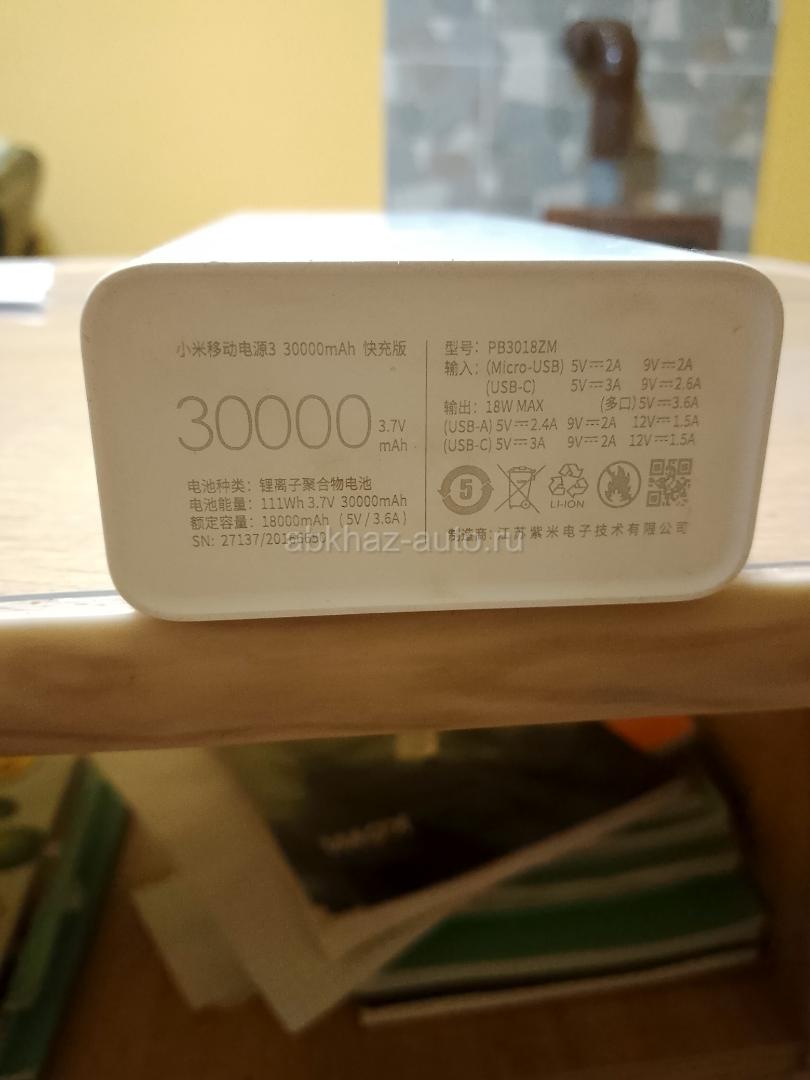 小米移动电源3 30000mAh 快充版
30000 3.7V mAh
电池种类：锂离子聚合物电池
电池能量：111Wh 3.7V 30000mAh
额定容量：18000mAh（5V/3.6A）
SN: 27137/20166650
型号：PB3018ZM
输入：(Micro-USB) 5V⎓2A 9V⎓2A
(USB-C) 5V⎓3A 9V⎓2.6A
输出：18W MAX (多口) 5V⎓3.6A
(USB-A) 5V⎓2.4A 9V⎓2A 12V⎓1.5A
(USB-C) 5V⎓3A 9V⎓2A 12V⎓1.5A
5
LI-ION
制造商：江苏紫米电子技术有限公司
abkhaz-auto.ru